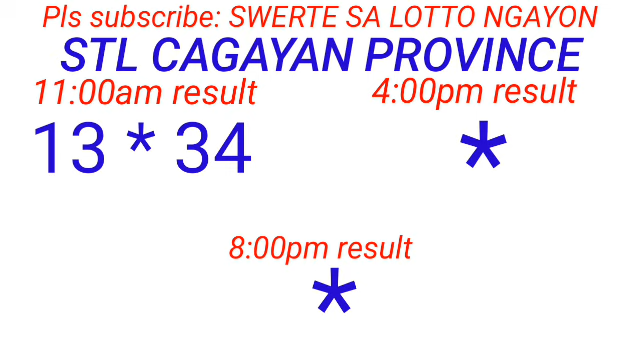 Pls subscribe: SWERTE SA LOTTO NGAYON
STL CAGAYAN PROVINCE
11:00am result 4:00pm result
13 * 34 *
8:00pm result
*